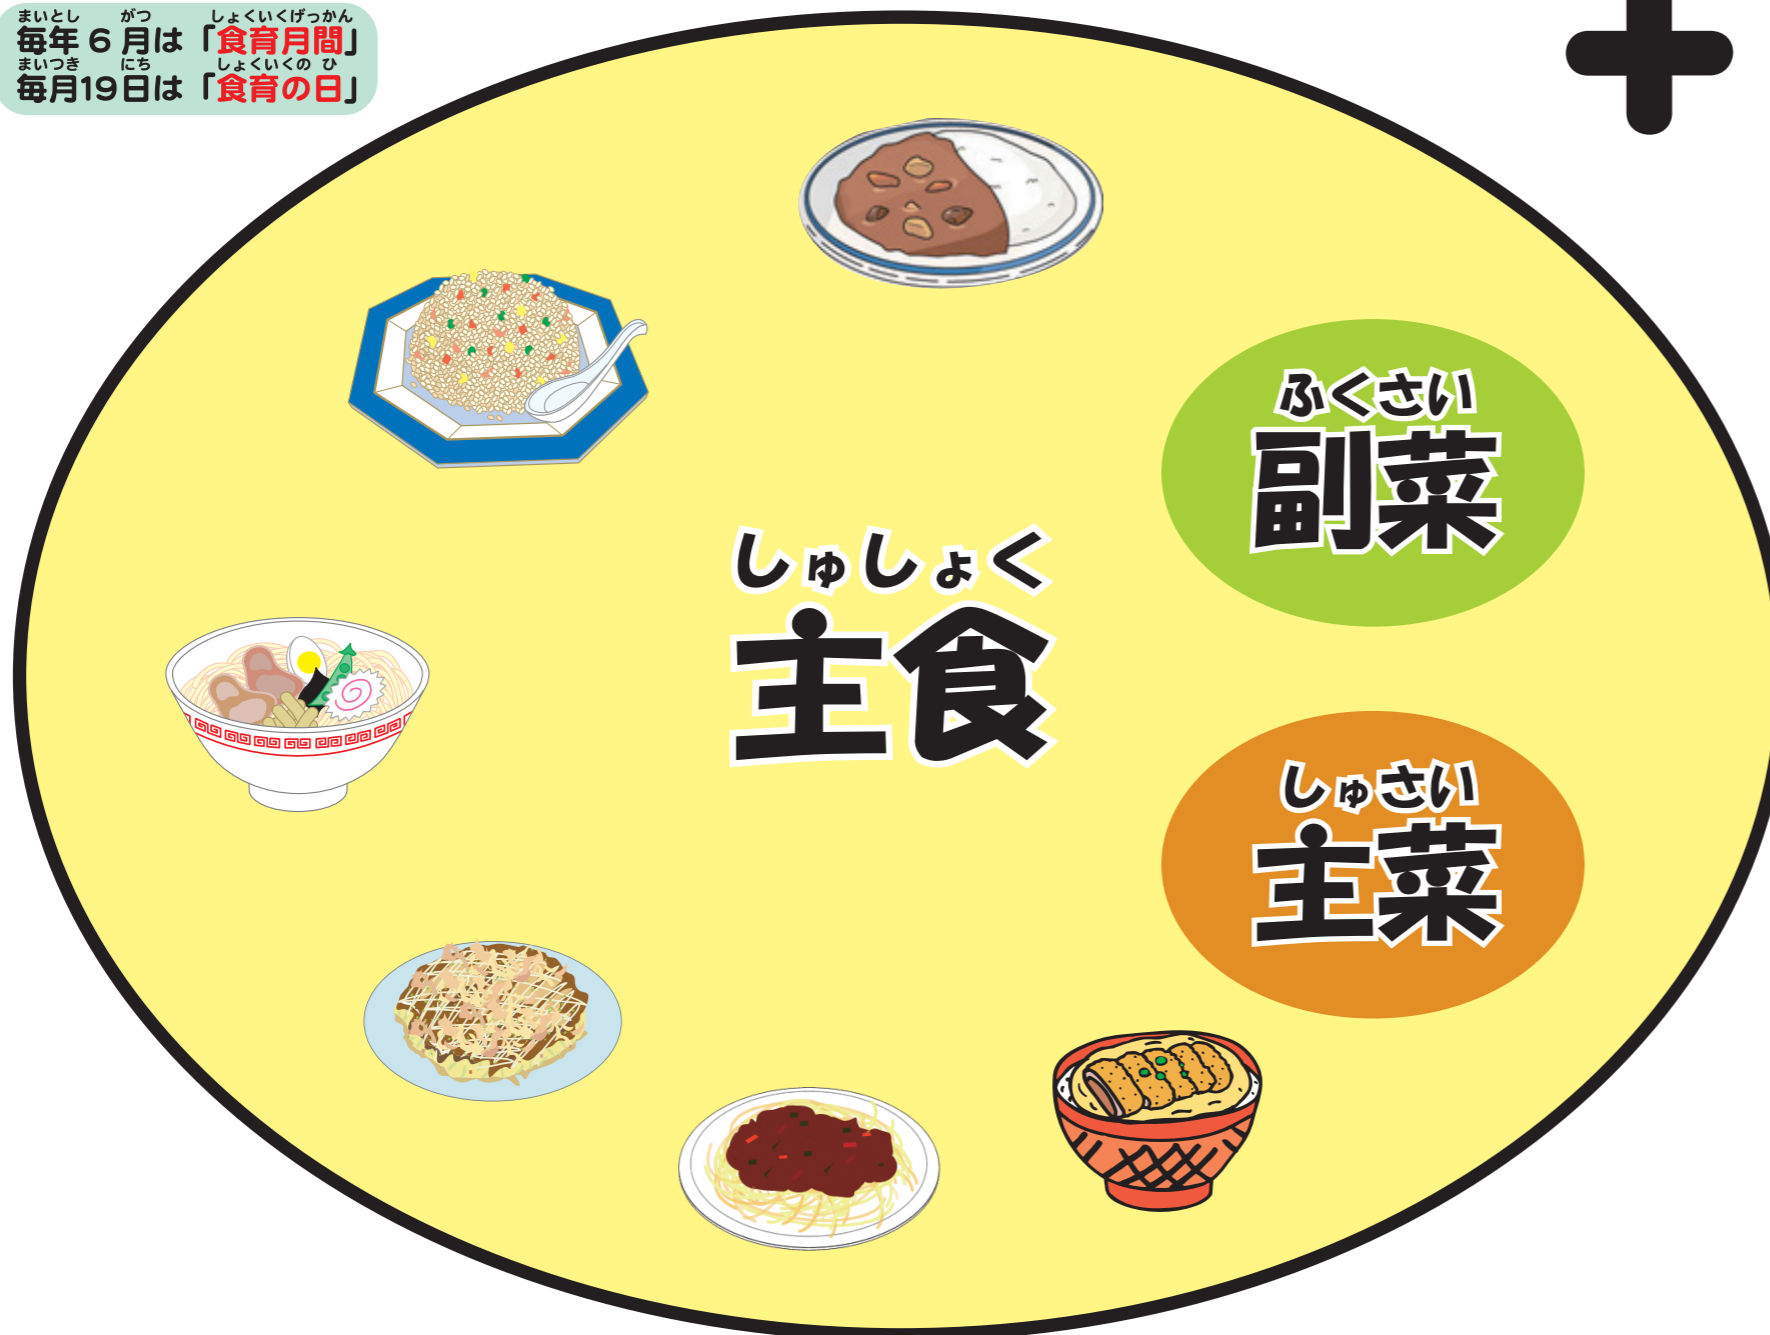 まいとし がつ しょくいくげっかん
毎年6月は「食育月間」
まいつき にち しょくいくの ひ
毎月19日は「食育の日」
ふくさい
副菜
しゅしょく
主食
しゅさい
主菜